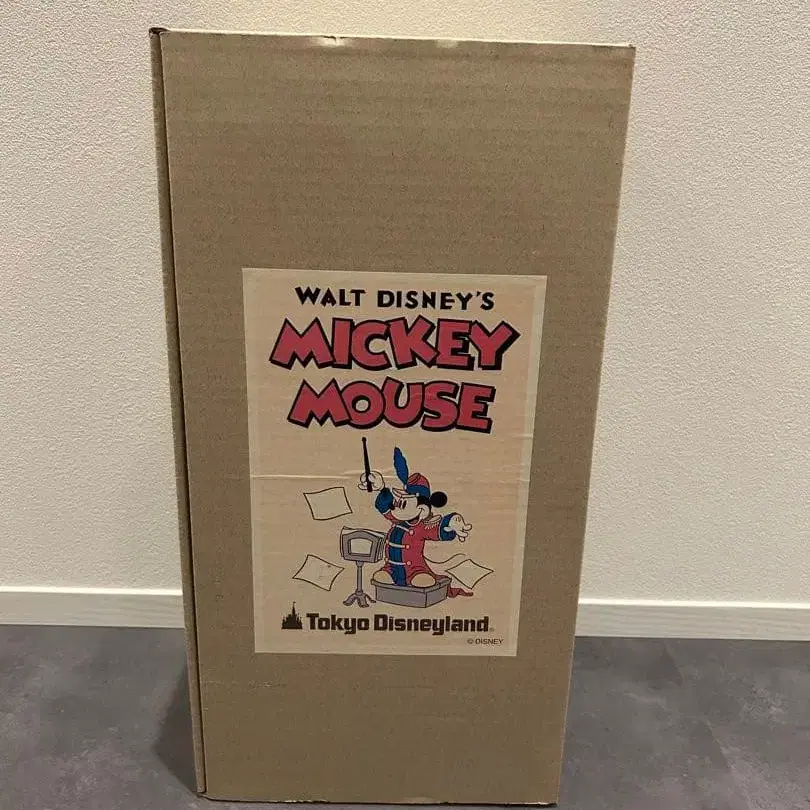 WALT DISNEY'S
MICKEY
MOUSE
Tokyo Disneyland®
© DISNEY